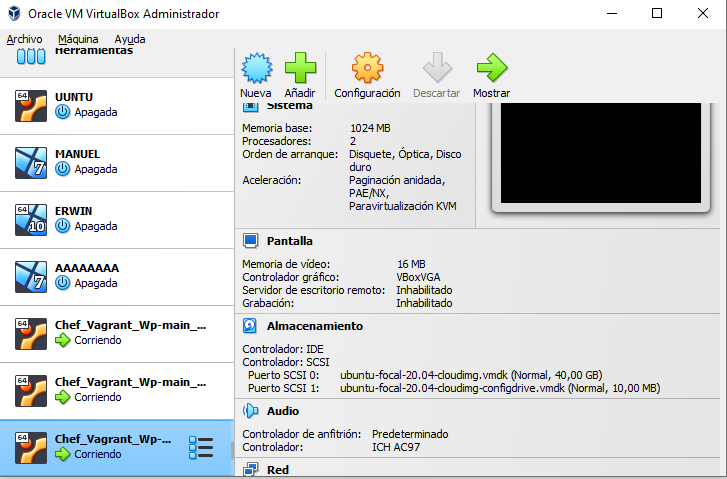 Oracle VM VirtualBox Administrador
Archivo Máquina Ayuda
Herramientas
64
UUNTU
Apagada
7
MANUEL
Apagada
64
10
ERWIN
Apagada
7
AAAAAAAA
Apagada
64
Chef_Vagrant_Wp-main_...
Corriendo
64
Chef_Vagrant_Wp-main_...
Corriendo
64
Chef_Vagrant_Wp-...
Corriendo
Nueva Añadir Configuración Descartar Mostrar
Sistema
Memoria base: 1024 MB
Procesadores: 2
Orden de arranque: Disquete, Óptica, Disco
duro
Aceleración: Paginación anidada,
PAE/NX,
Paravirtualización KVM
Pantalla
Memoria de vídeo: 16 MB
Controlador gráfico: VBoxVGA
Servidor de escritorio remoto: Inhabilitado
Grabación: Inhabilitado
Almacenamiento
Controlador: IDE
Controlador: SCSI
Puerto SCSI 0: ubuntu-focal-20.04-cloudimg.vmdk (Normal, 40,00 GB)
Puerto SCSI 1: ubuntu-focal-20.04-cloudimg-configdrive.vmdk (Normal, 10,00 MB)
Audio
Controlador de anfitrión: Predeterminado
Controlador: ICH AC97
Red